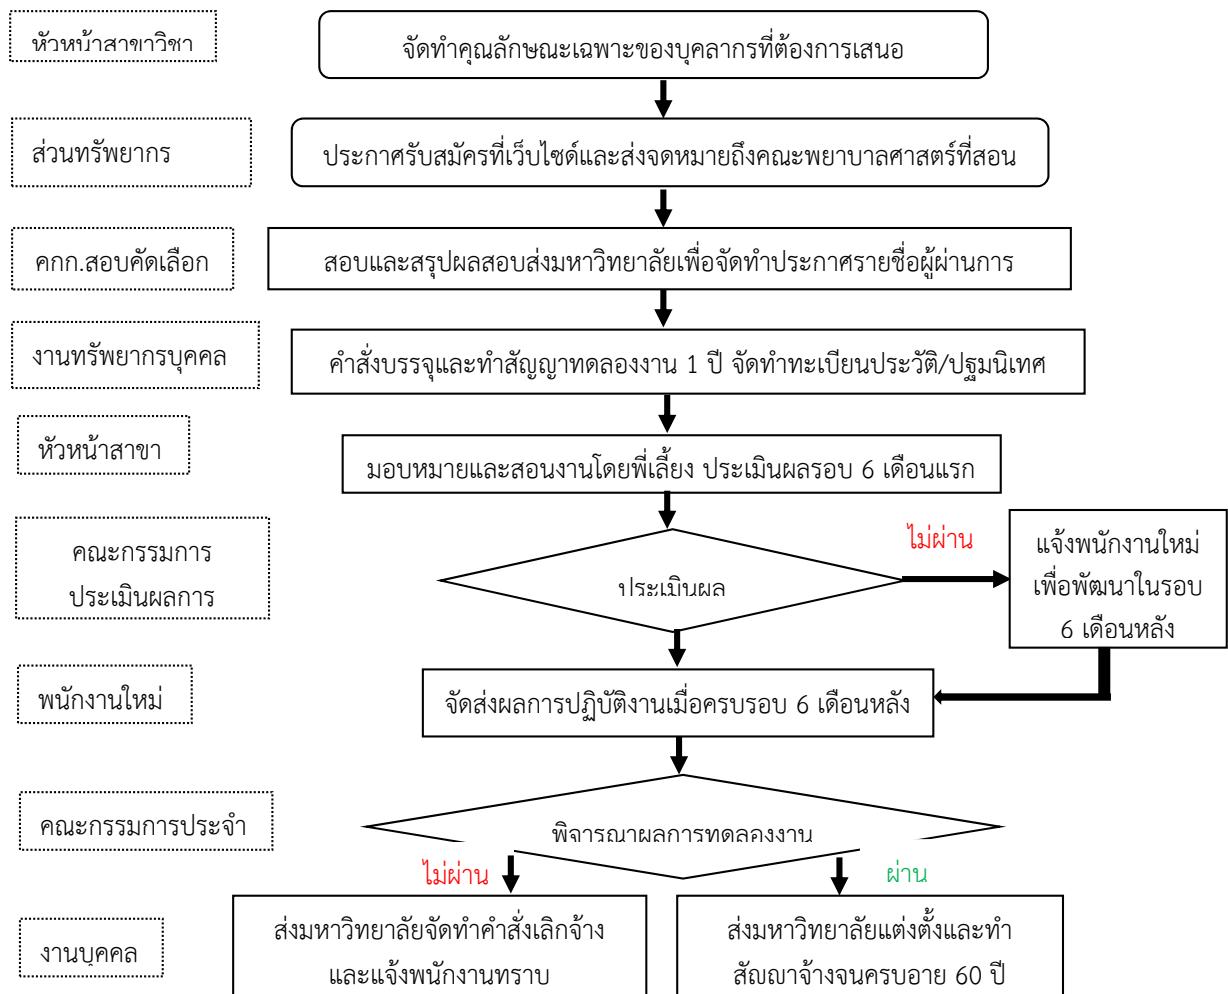 หัวหน้าสาขาวิชา
จัดทำคุณลักษณะเฉพาะของบุคลากรที่ต้องการเสนอ
ส่วนทรัพยากร
ประกาศรับสมัครที่เว็บไซด์และส่งจดหมายถึงคณะพยาบาลศาสตร์ที่สอน
คกก.สอบคัดเลือก
สอบและสรุปผลสอบส่งมหาวิทยาลัยเพื่อจัดทำประกาศรายชื่อผู้ผ่านการ
งานทรัพยากรบุคคล
คำสั่งบรรจุและทำสัญญาทดลองงาน 1 ปี จัดทำทะเบียนประวัติ/ปฐมนิเทศ
หัวหน้าสาขา
มอบหมายและสอนงานโดยพี่เลี้ยง ประเมินผลรอบ 6 เดือนแรก
คณะกรรมการ
ประเมินผลการ
ประเมินผล
ไม่ผ่าน
แจ้งพนักงานใหม่
เพื่อพัฒนาในรอบ
6 เดือนหลัง
พนักงานใหม่
จัดส่งผลการปฏิบัติงานเมื่อครบรอบ 6 เดือนหลัง
คณะกรรมการประจำ
พิจารณาผลการทดลองงาน
ไม่ผ่าน
ผ่าน
งานบุคคล
ส่งมหาวิทยาลัยจัดทำคำสั่งเลิกจ้าง
และแจ้งพนักงานทราบ
ส่งมหาวิทยาลัยแต่งตั้งและทำ
สัญญาจ้างจนครบอายุ 60 ปี